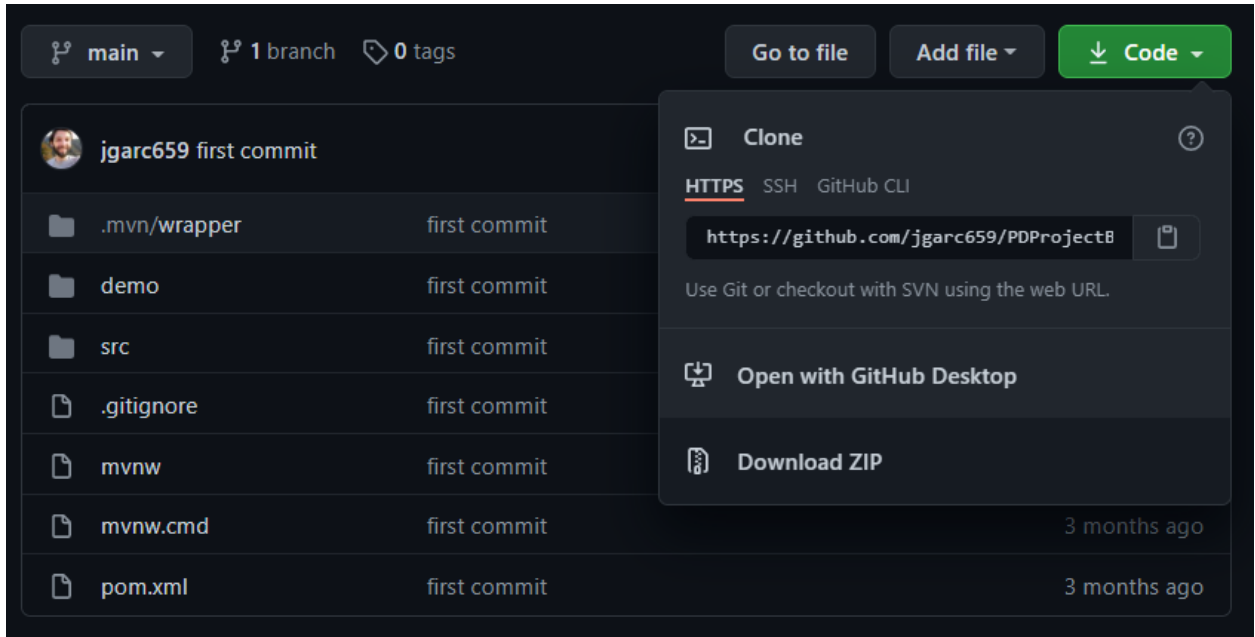 main 1 branch 0 tags Go to file Add file Code
jgarc659 first commit
.mvn/wrapper first commit
demo first commit
src first commit
.gitignore first commit
mvnw first commit
mvnw.cmd first commit 3 months ago
pom.xml first commit 3 months ago
Clone
HTTPS SSH GitHub CLI
https://github.com/jgarc659/PDProjectB
Use Git or checkout with SVN using the web URL.
Open with GitHub Desktop
Download ZIP